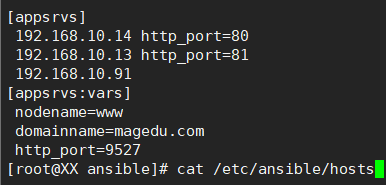 [appsrvs]
192.168.10.14 http_port=80
192.168.10.13 http_port=81
192.168.10.91
[appsrvs:vars]
nodename=www
domainname=magedu.com
http_port=9527
[root@XX ansible]# cat /etc/ansible/hosts